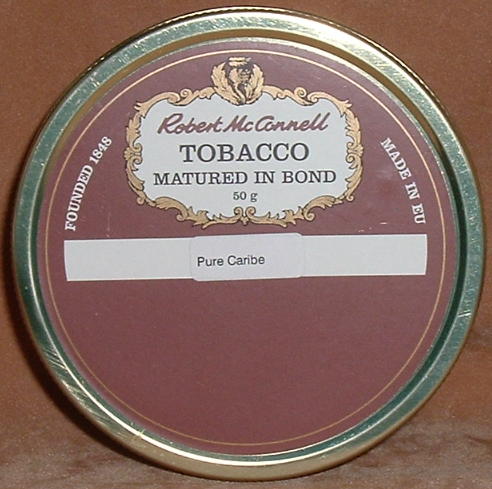 Robert McConnell
TOBACCO
MATURED IN BOND
50 g
FOUNDED 1848
MADE IN EU
Pure Caribe